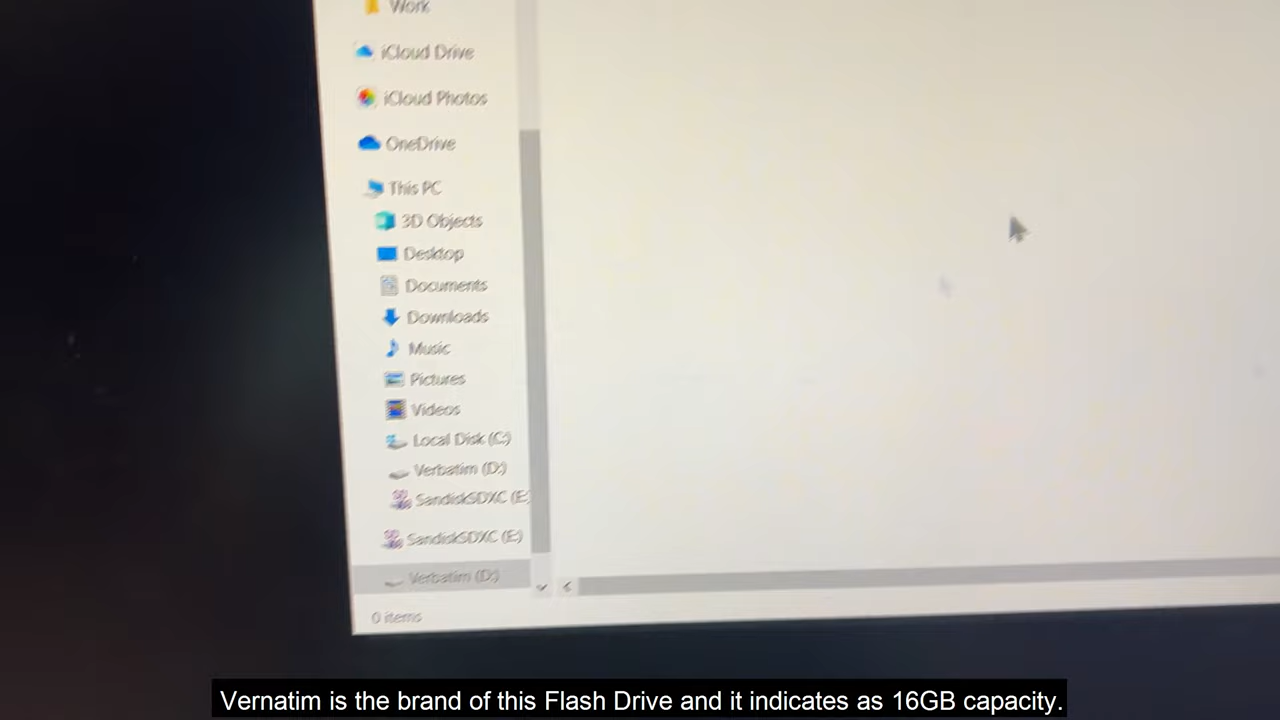 Work
iCloud Drive
iCloud Photos
OneDrive
This PC
3D Objects
Desktop
Documents
Downloads
Music
Pictures
Videos
Local Disk (C:)
Verbatim (D:)
SandiskSDXC (E:
SandiskSDXC (E:)
Verbatim (D:)
0 items
Vernatim is the brand of this Flash Drive and it indicates as 16GB capacity.